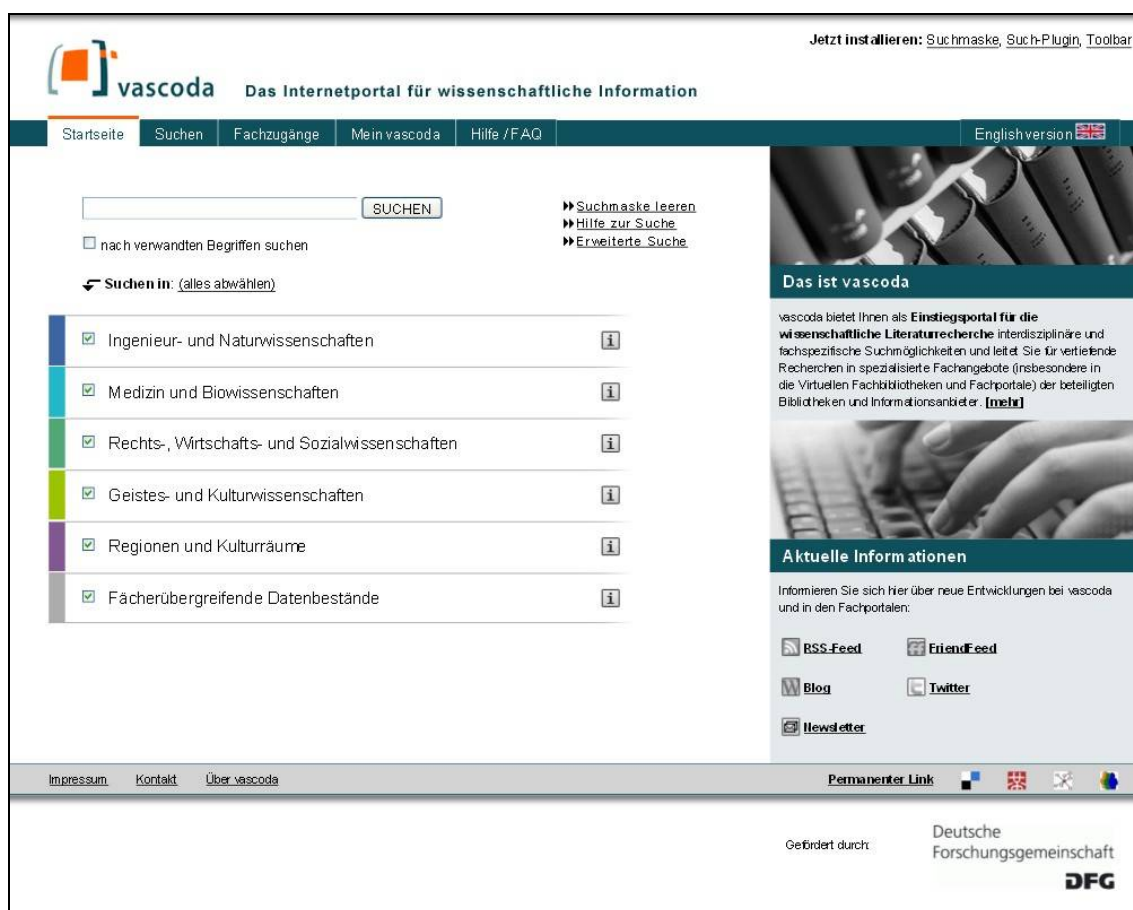 Jetzt installieren: Suchmaske, Such-Plugin, Toolbar
vascoda
Das Internetportal für wissenschaftliche Information
Startseite Suchen Fachzugänge Mein vascoda Hilfe / FAQ English version
SUCHEN
nach verwandten Begriffen suchen
Suchen in: (alles abwählen)
Suchmaske leeren
Hilfe zur Suche
Erweiterte Suche
Ingenieur- und Naturwissenschaften
Medizin und Biowissenschaften
Rechts-, Wirtschafts- und Sozialwissenschaften
Geistes- und Kulturwissenschaften
Regionen und Kulturräume
Fächerübergreifende Datenbestände
Das ist vascoda
vascoda bietet Ihnen als Einstiegsportal für die
wissenschaftliche Literaturrecherche interdisziplinäre und
fachspezifische Suchmöglichkeiten und leitet Sie für vertiefende
Recherchen in spezialisierte Fachangebote (insbesondere in
die Virtuellen Fachbibliotheken und Fachportale) der beteiligten
Bibliotheken und Informationsanbieter. [mehr]
Aktuelle Informationen
Informieren Sie sich hier über neue Entwicklungen bei vascoda
und in den Fachportalen:
RSS-Feed FriendFeed
Blog Twitter
Newsletter
Impressum Kontakt Über vascoda Permanenter Link
Gefördert durch:
Deutsche
Forschungsgemeinschaft
DFG